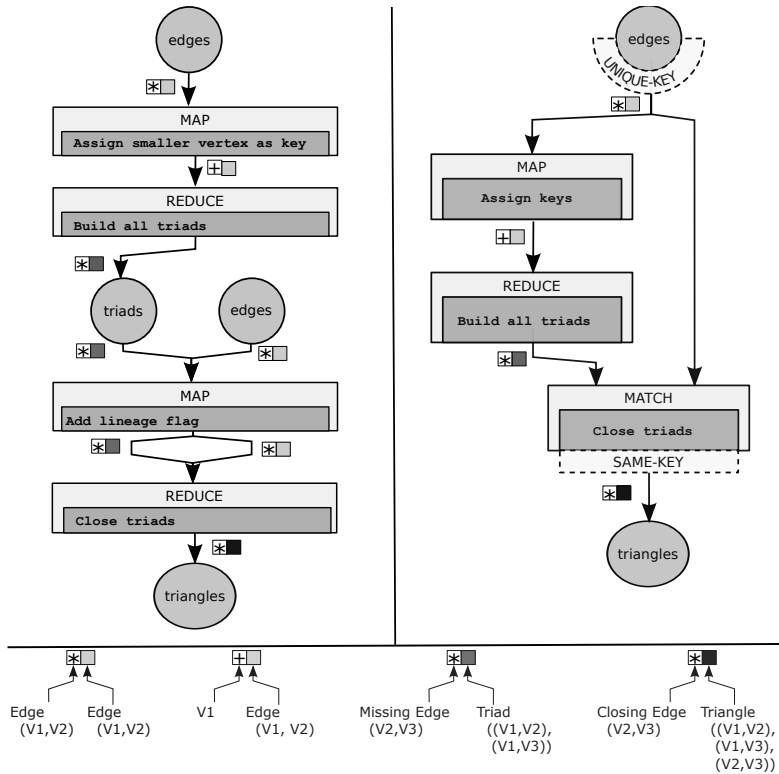 edges
MAP
Assign smaller vertex as key
REDUCE
Build all triads
triads
edges
MAP
Add lineage flag
REDUCE
Close triads
triangles
edges
UNIQUE-KEY
MAP
Assign keys
REDUCE
Build all triads
MATCH
Close triads
SAME-KEY
triangles
Edge
(V1,V2)
Edge
(V1,V2)
V1
Edge
(V1, V2)
Missing Edge
(V2,V3)
Triad
((V1,V2),
(V1,V3))
Closing Edge
(V2,V3)
Triangle
((V1,V2),
(V1,V3),
(V2,V3))